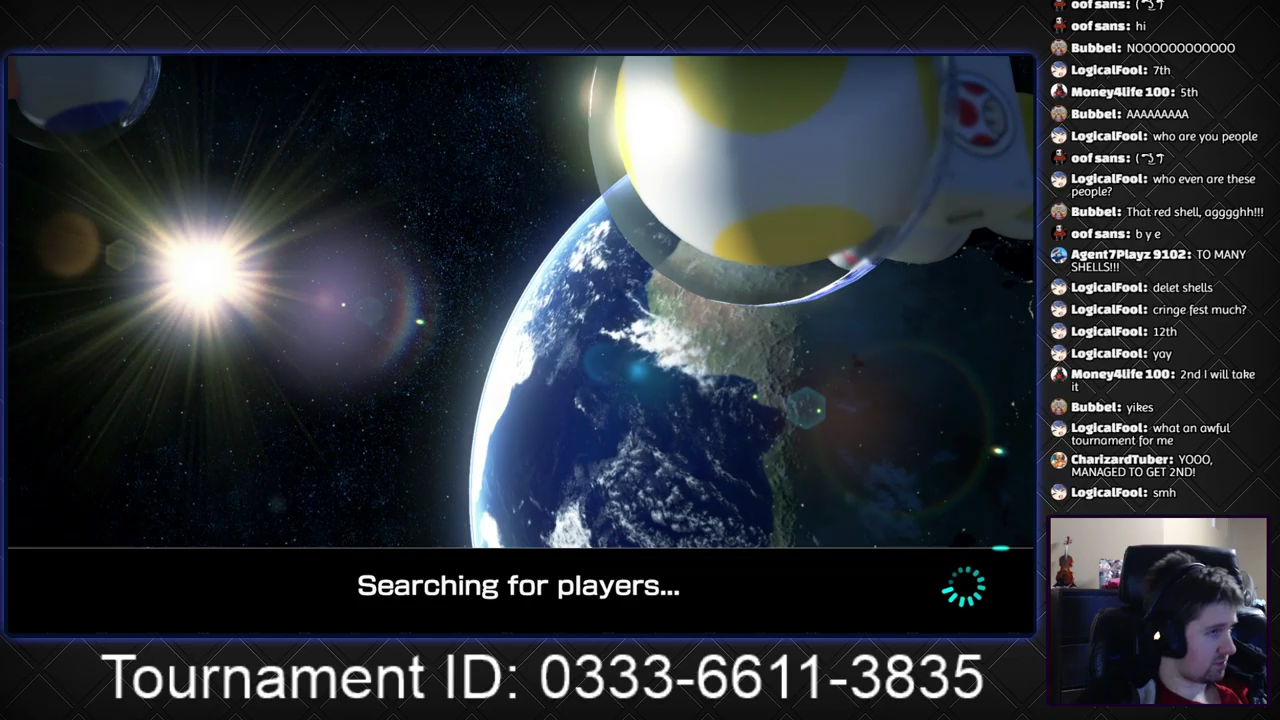 oof sans:
oof sans: hi
Bubbel: NOOOOOOOOOOOO
LogicalFool: 7th
Money4life 100: 5th
Bubbel: AAAAAAAAA
LogicalFool: who are you people
oof sans:
LogicalFool: who even are these
people?
Bubbel: That red shell, agggghh!!!
oof sans: b y e
Agent7Playz 9102: TO MANY
SHELLS!!!
LogicalFool: delet shells
LogicalFool: cringe fest much?
LogicalFool: 12th
LogicalFool: yay
Money4life 100: 2nd I will take
it
Bubbel: yikes
LogicalFool: what an awful
tournament for me
CharizardTuber: YOOO,
MANAGED TO GET 2ND!
LogicalFool: smh
Searching for players...
Tournament ID: 0333-6611-3835